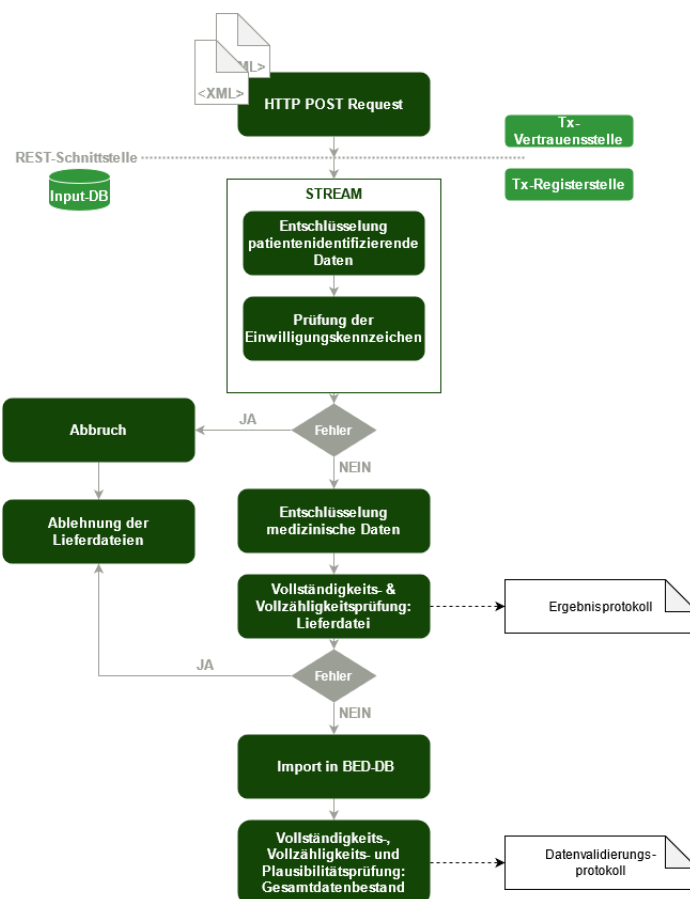 ML>
<XML>
HTTP POST Request
Tx-
Vertrauensstelle
REST-Schnittstelle
Input-DB
Tx-Registerstelle
STREAM
Entschlüsselung
patientenidentifizierende
Daten
Prüfung der
Einwilligungskennzeichen
Fehler
JA
NEIN
Abbruch
Ablehnung der
Lieferdateien
Entschlüsselung
medizinische Daten
Vollständigkeits- &
Vollzähligkeitsprüfung:
Lieferdatei
Ergebnisprotokoll
Fehler
JA
NEIN
Import in BED-DB
Vollständigkeits-,
Vollzähligkeits- und
Plausibilitätsprüfung:
Gesamtdatenbestand
Datenvalidierungs-
protokoll